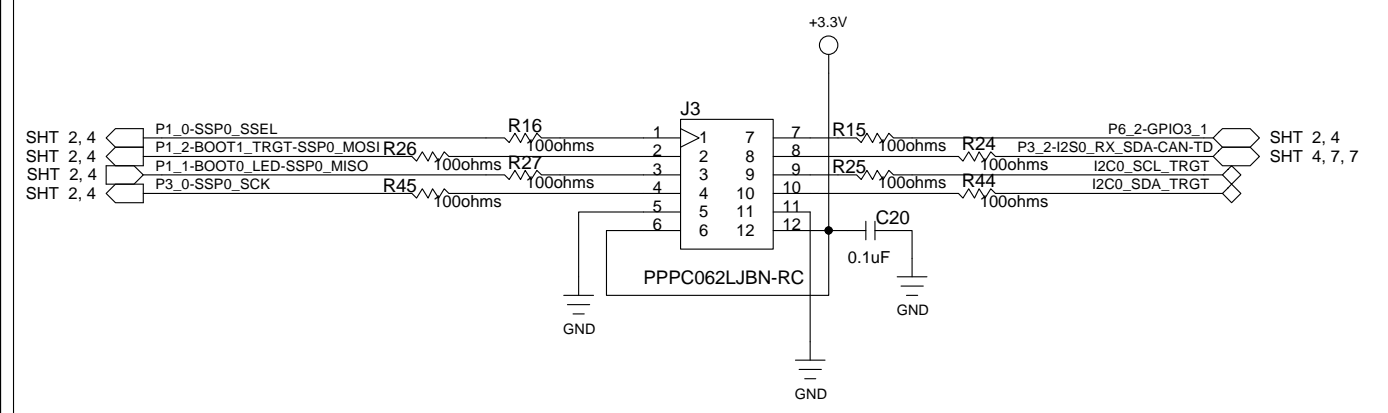 +3.3V
J3
SHT 2, 4 P1_0-SSP0_SSEL R16 100ohms 1 1 7 7 R15 100ohms P6_2-GPIO3_1 SHT 2, 4
SHT 2, 4 P1_2-BOOT1_TRGT-SSP0_MOSI R26 100ohms 2 2 8 8 R24 100ohms P3_2-I2S0_RX_SDA-CAN-TD SHT 4, 7, 7
SHT 2, 4 P1_1-BOOT0_LED-SSP0_MISO R27 100ohms 3 3 9 9 R25 100ohms I2C0_SCL_TRGT
SHT 2, 4 P3_0-SSP0_SCK R45 100ohms 4 4 10 10 R44 100ohms I2C0_SDA_TRGT
5 5 11 11
6 6 12 12 C20
0.1uF
PPPC062LJBN-RC
GND
GND
GND